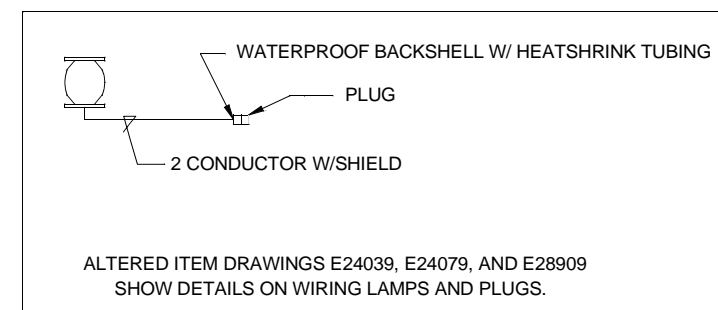 WATERPROOF BACKSHELL W/ HEATSHRINK TUBING
PLUG
2 CONDUCTOR W/SHIELD
ALTERED ITEM DRAWINGS E24039, E24079, AND E28909
SHOW DETAILS ON WIRING LAMPS AND PLUGS.